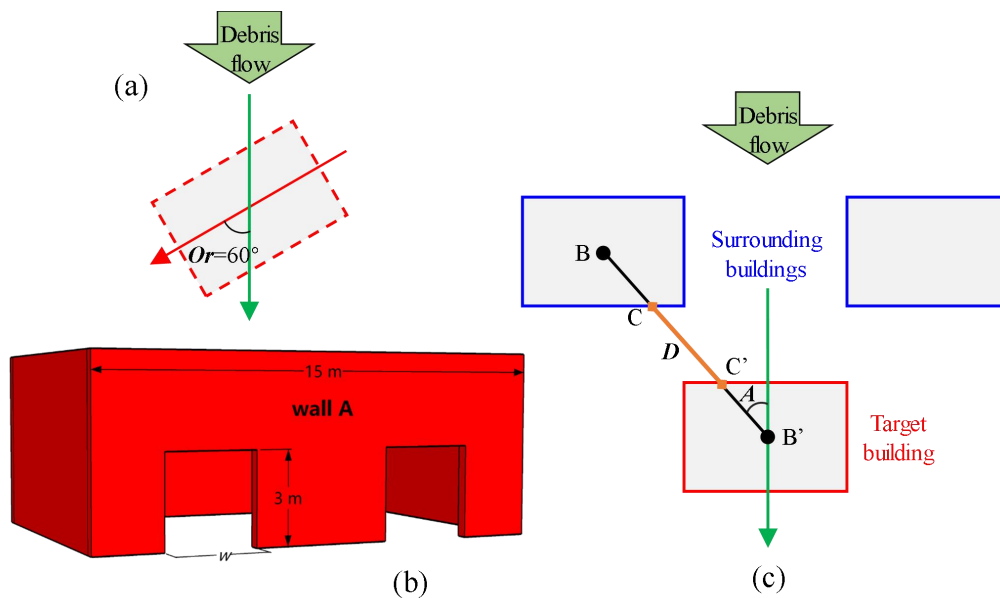 Debris
flow
(a)
Or=60°
15 m
wall A
3 m
W
(b)
Debris
flow
B
Surrounding
buildings
C
D
C’
A
B’
Target
building
(c)